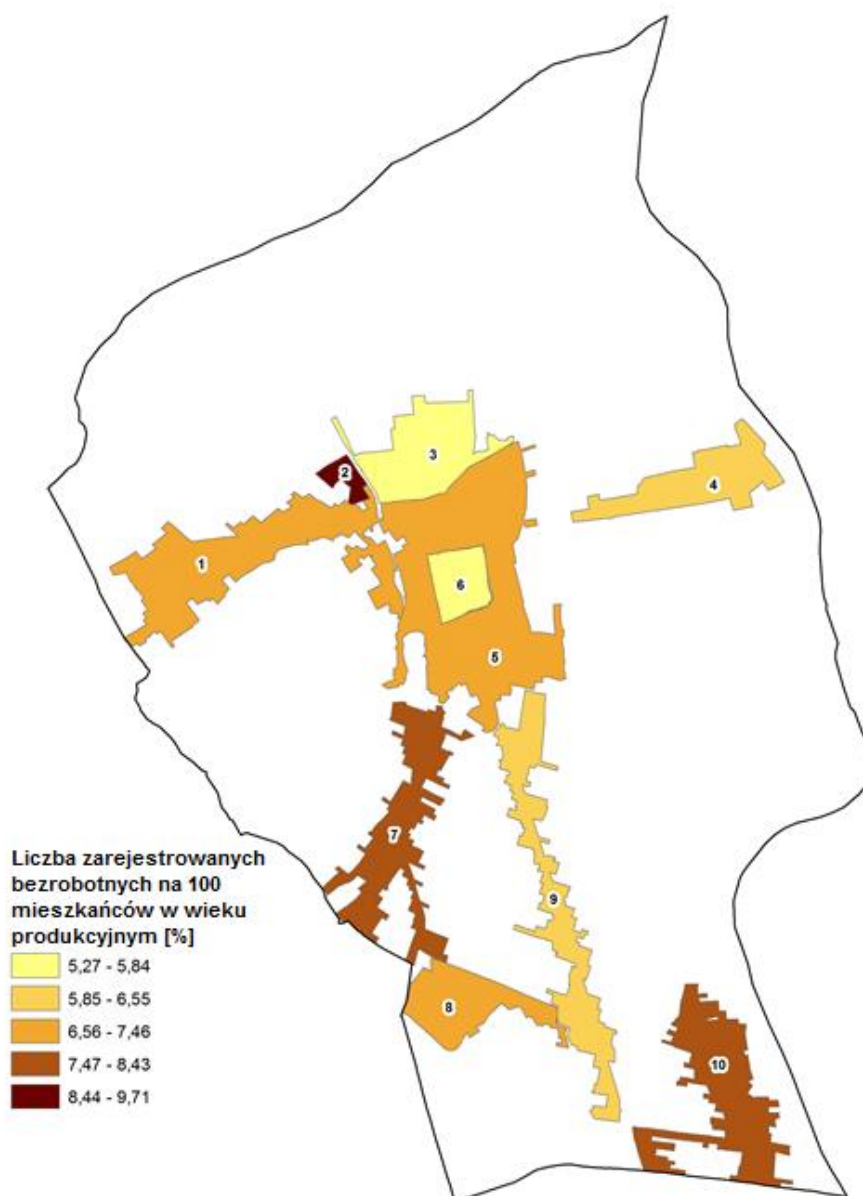 3
2
4
1
6
5
7
9
8
10
Liczba zarejestrowanych
bezrobotnych na 100
mieszkańców w wieku
produkcyjnym [%]
5,27 - 5,84
5,85 - 6,55
6,56 - 7,46
7,47 - 8,43
8,44 - 9,71